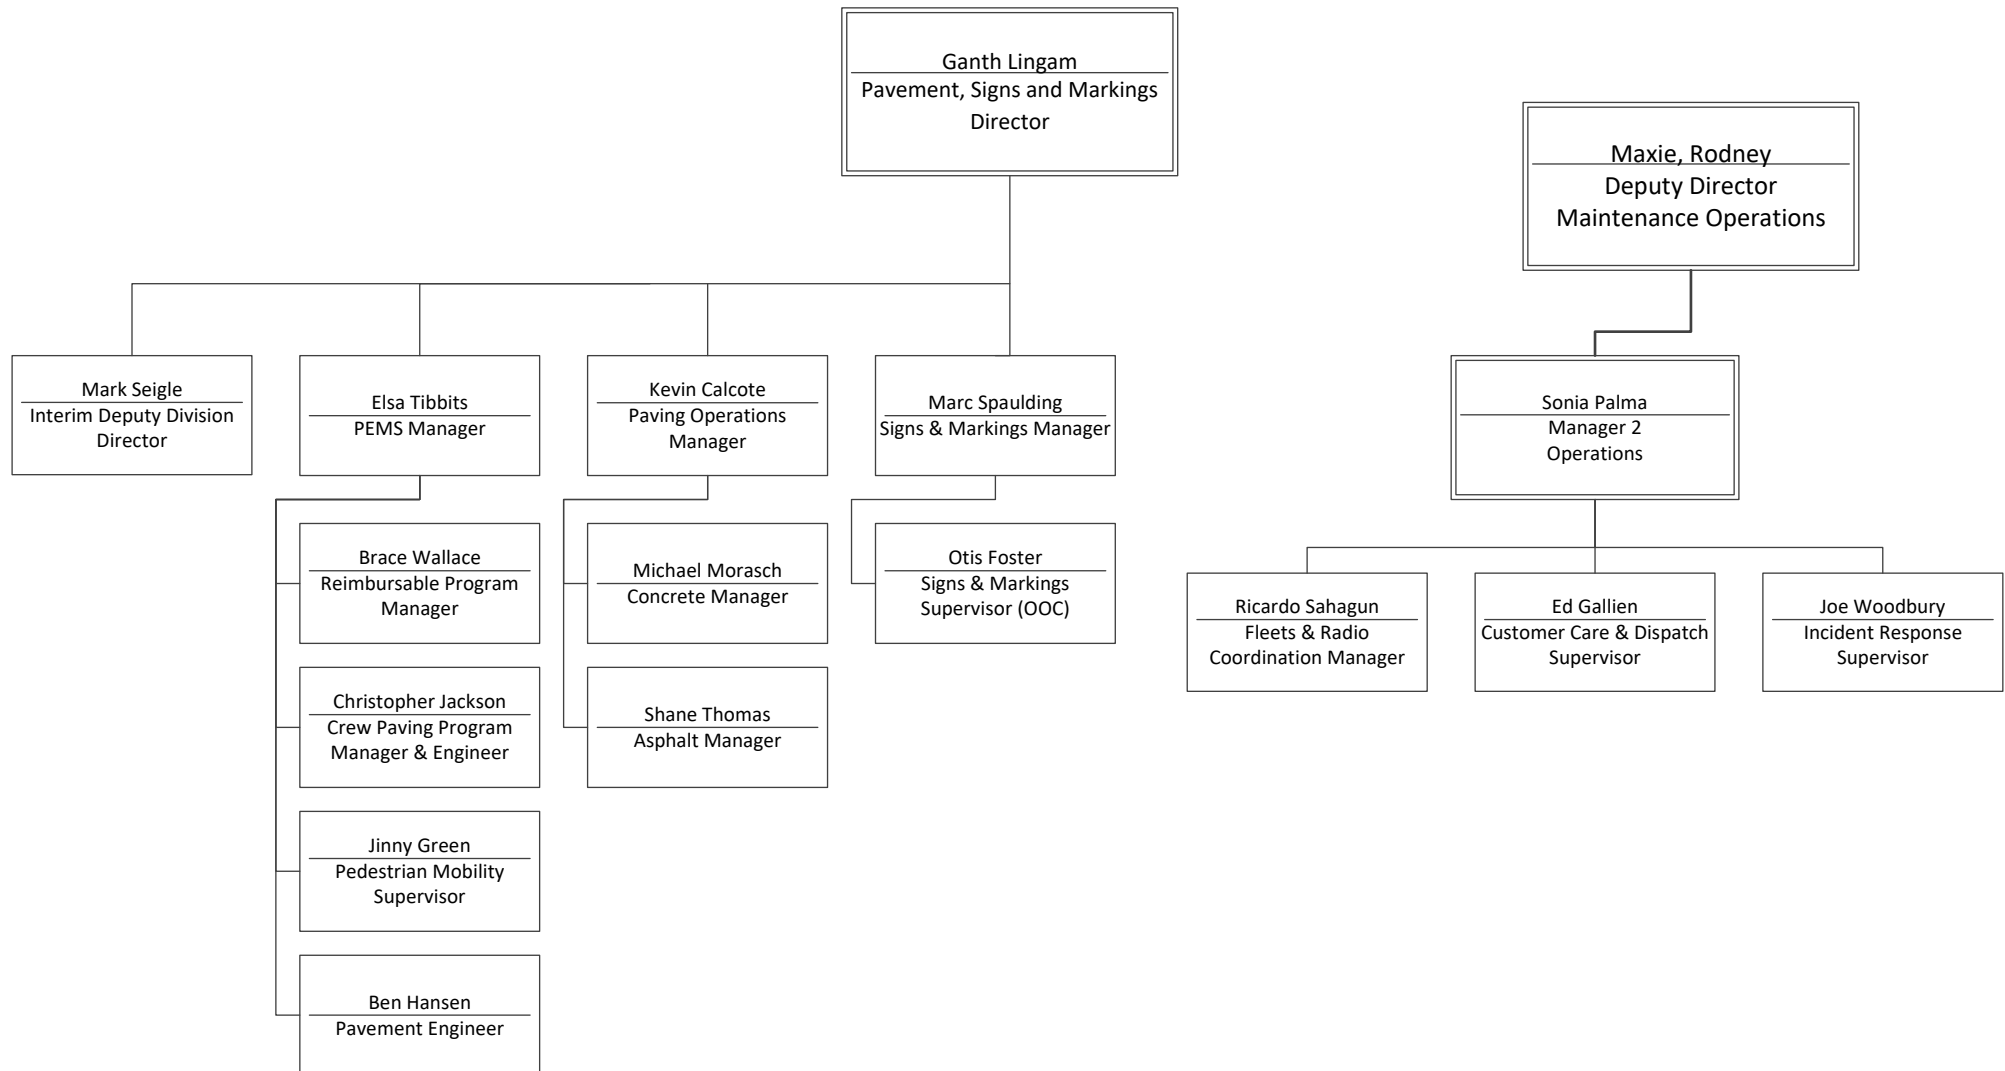 Ganth Lingam
Pavement, Signs and Markings
Director
Maxie, Rodney
Deputy Director
Maintenance Operations
Mark Seigle
Interim Deputy Division
Director
Elsa Tibbits
PEMS Manager
Kevin Calcote
Paving Operations
Manager
Marc Spaulding
Signs & Markings Manager
Sonia Palma
Manager 2
Operations
Brace Wallace
Reimbursable Program
Manager
Michael Morasch
Concrete Manager
Otis Foster
Signs & Markings
Supervisor (OOC)
Ricardo Sahagun
Fleets & Radio
Coordination Manager
Ed Gallien
Customer Care & Dispatch
Supervisor
Joe Woodbury
Incident Response
Supervisor
Christopher Jackson
Crew Paving Program
Manager & Engineer
Shane Thomas
Asphalt Manager
Jinny Green
Pedestrian Mobility
Supervisor
Ben Hansen
Pavement Engineer